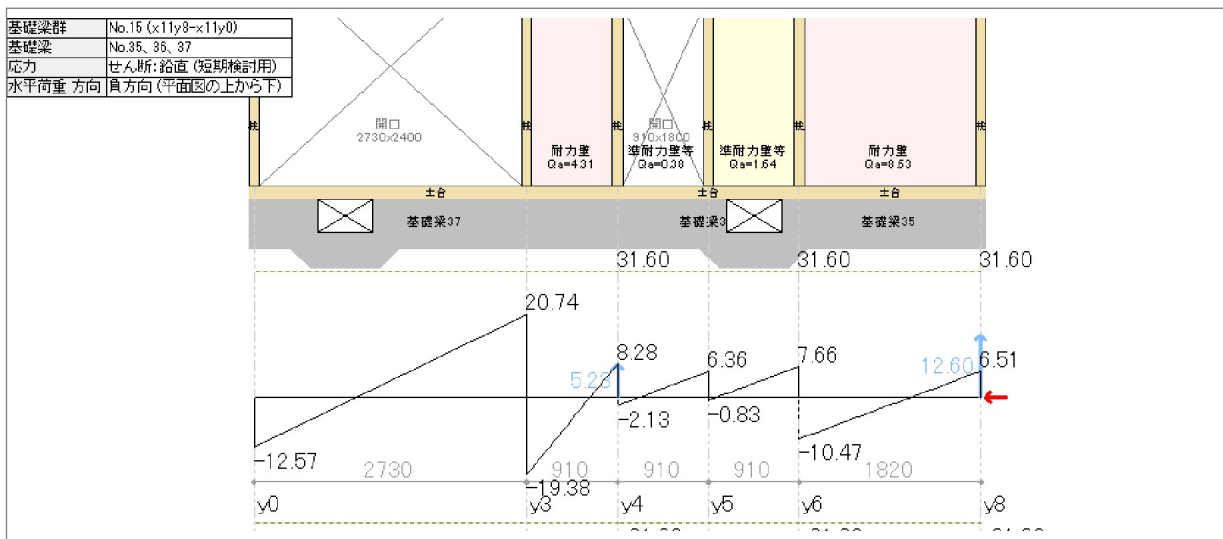 基礎梁群 No.15 (x11y8-x11y0)
基礎梁 No.35、36、37
応力 せん断:鉛直 (短期検討用)
水平荷重 方向 負方向 (平面図の上から下)
開口
2730x2400
耐力壁
Qa=4.31
開口
910x1800
準耐力壁等
Qa=0.38
準耐力壁等
Qa=1.64
耐力壁
Qa=8.53
柱 柱 柱 柱 柱 柱
土台 土台 土台
基礎梁37 基礎梁3 基礎梁35
31.60 31.60 31.60
20.74
8.28 6.36 7.66 6.51
5.23 12.60
-2.13 -0.83
-12.57 -19.38 -10.47
2730 910 910 910 1820
y0 y3 y4 y5 y6 y8